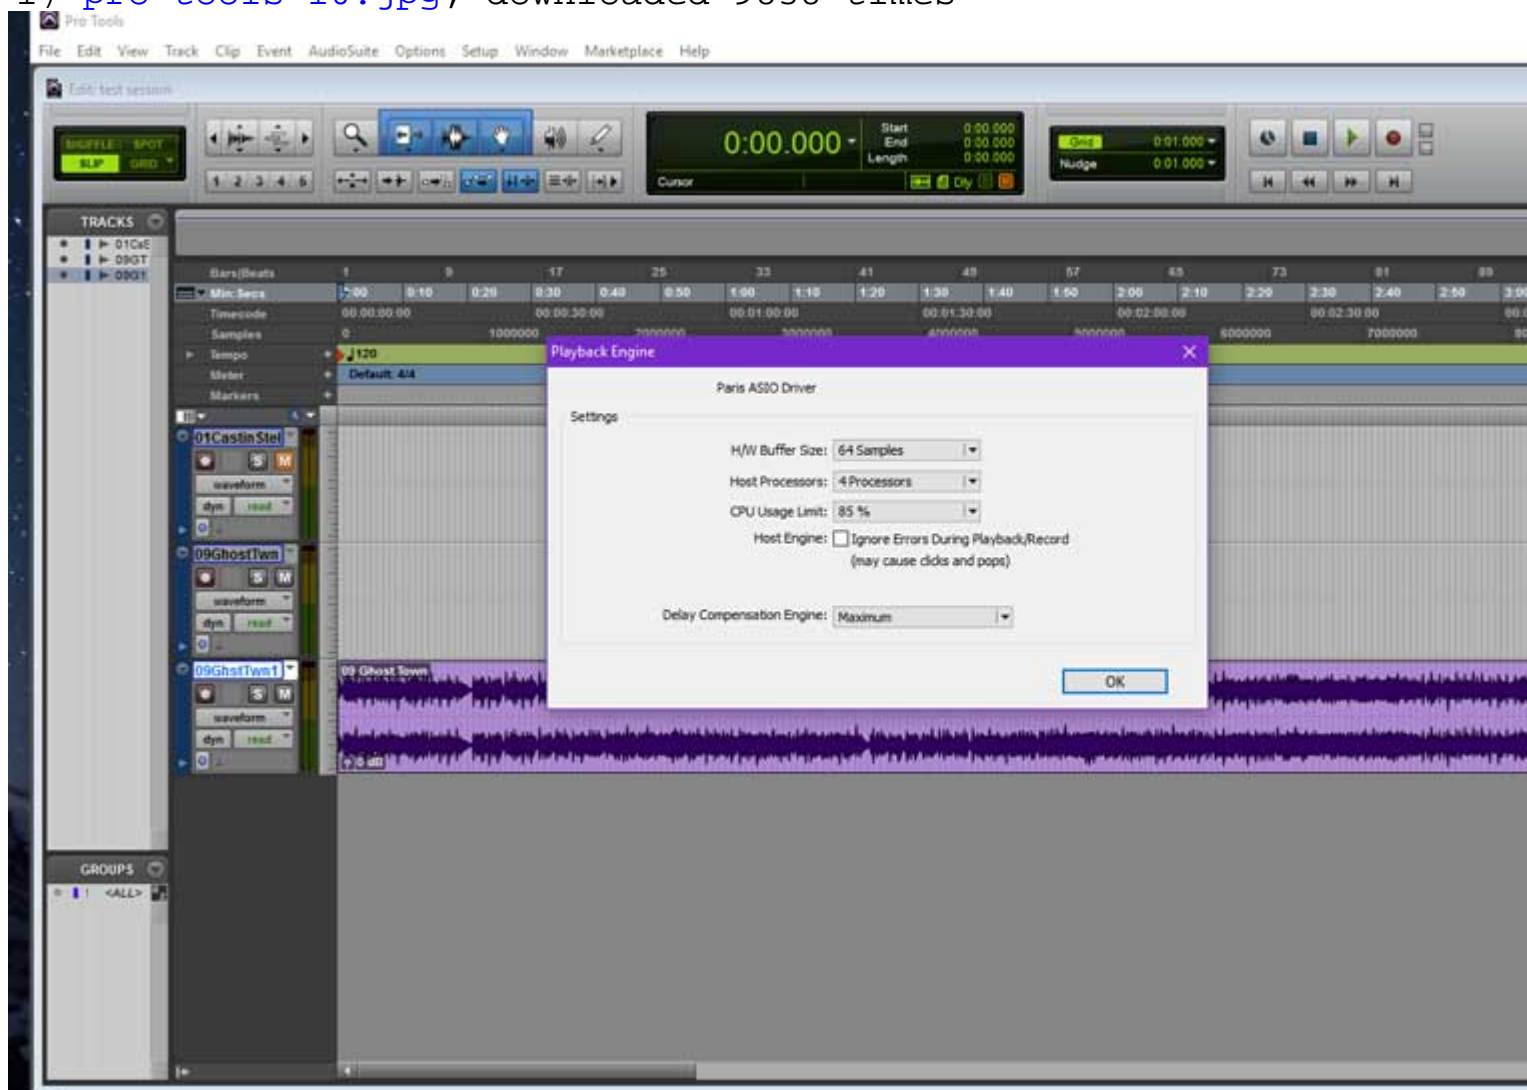 Pro Tools
File Edit View Track Clip Event AudioSuite Options Setup Window Marketplace Help
Edit: test session
SHUFFLE SPOT
SLIP GRID
1 2 3 4 5
0:00.000
Start 0:00.000
End 0:00.000
Length 0:00.000
Cursor
Dly
Grid 0:01.000
Nudge 0:01.000
TRACKS
01CsS
09GT
09G1
Bars|Beats 1 9 17 25 33 41 49 57 65 73 81 89
Min:Secs 0:00 0:10 0:20 0:30 0:40 0:50 1:00 1:10 1:20 1:30 1:40 1:50 2:00 2:10 2:20 2:30 2:40 2:50 3:00
Timecode 00:00:00:00 00:00:30:00 00:01:00:00 00:01:30:00 00:02:00:00 00:02:30:00
Samples 0 1000000 2000000 3000000 4000000 5000000 6000000 7000000
Tempo 120
Meter Default: 4/4
Markers
Playback Engine
Paris ASIO Driver
Settings
H/W Buffer Size: 64 Samples
Host Processors: 4 Processors
CPU Usage Limit: 85 %
Host Engine: Ignore Errors During Playback/Record
(may cause clicks and pops)
Delay Compensation Engine: Maximum
OK
01CastinStel
S M
waveform
dyn read
09GhostTwn
S M
waveform
dyn read
09GhstTwn1
S M
waveform
dyn read
09 Ghost Town
0 dB
GROUPS
! <ALL>